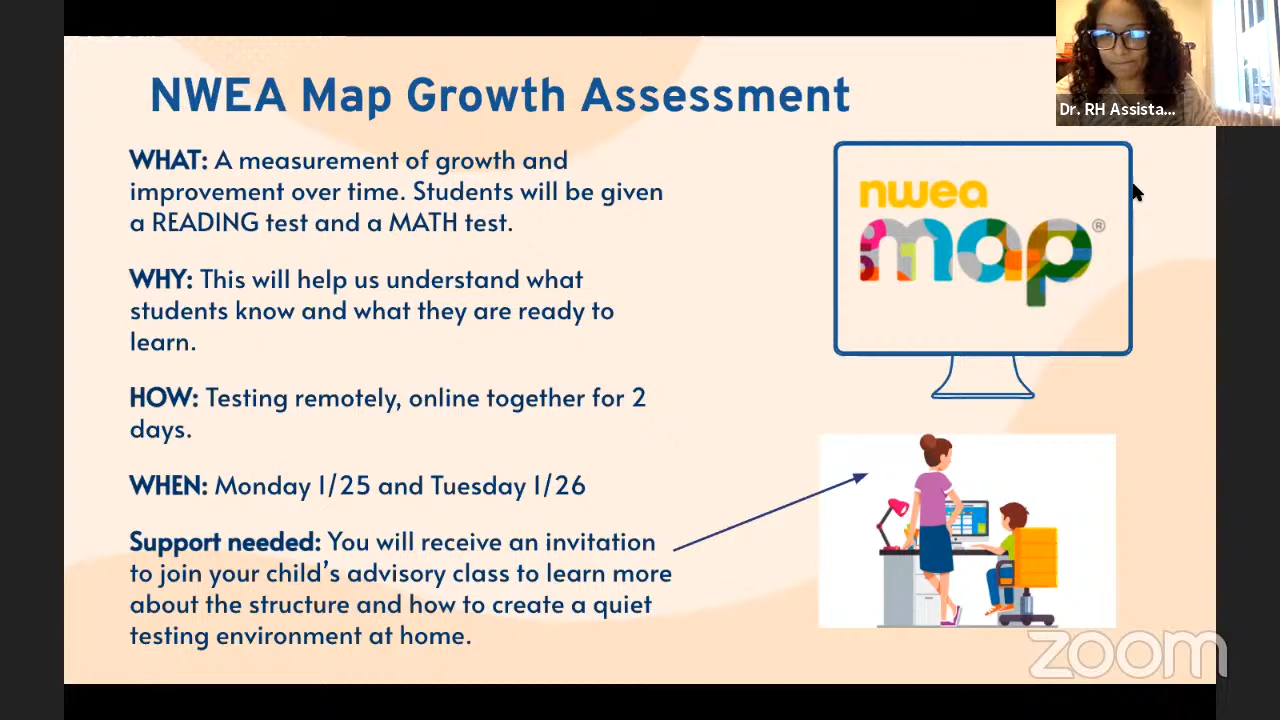 NWEA Map Growth Assessment
Dr. RH Assista...
WHAT: A measurement of growth and
improvement over time. Students will be given
a READING test and a MATH test.
nwea
map®
WHY: This will help us understand what
students know and what they are ready to
learn.
HOW: Testing remotely, online together for 2
days.
WHEN: Monday 1/25 and Tuesday 1/26
Support needed: You will receive an invitation
to join your child's advisory class to learn more
about the structure and how to create a quiet
testing environment at home.
zoom